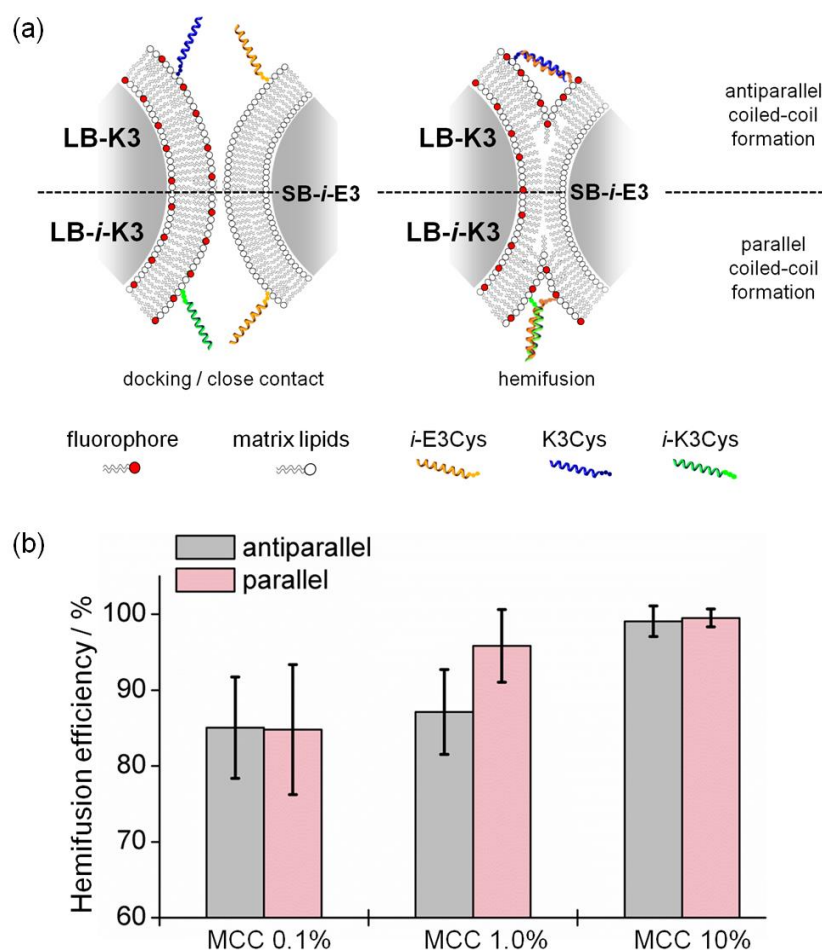 (a)
LB-K3
LB-i-K3
SB-i-E3
docking / close contact
LB-K3
LB-i-K3
SB-i-E3
hemifusion
antiparallel
coiled-coil
formation
parallel
coiled-coil
formation
fluorophore
matrix lipids
i-E3Cys
K3Cys
i-K3Cys
(b)
antiparallel
parallel
Hemifusion efficiency / %
100
90
80
70
60
MCC 0.1%
MCC 1.0%
MCC 10%